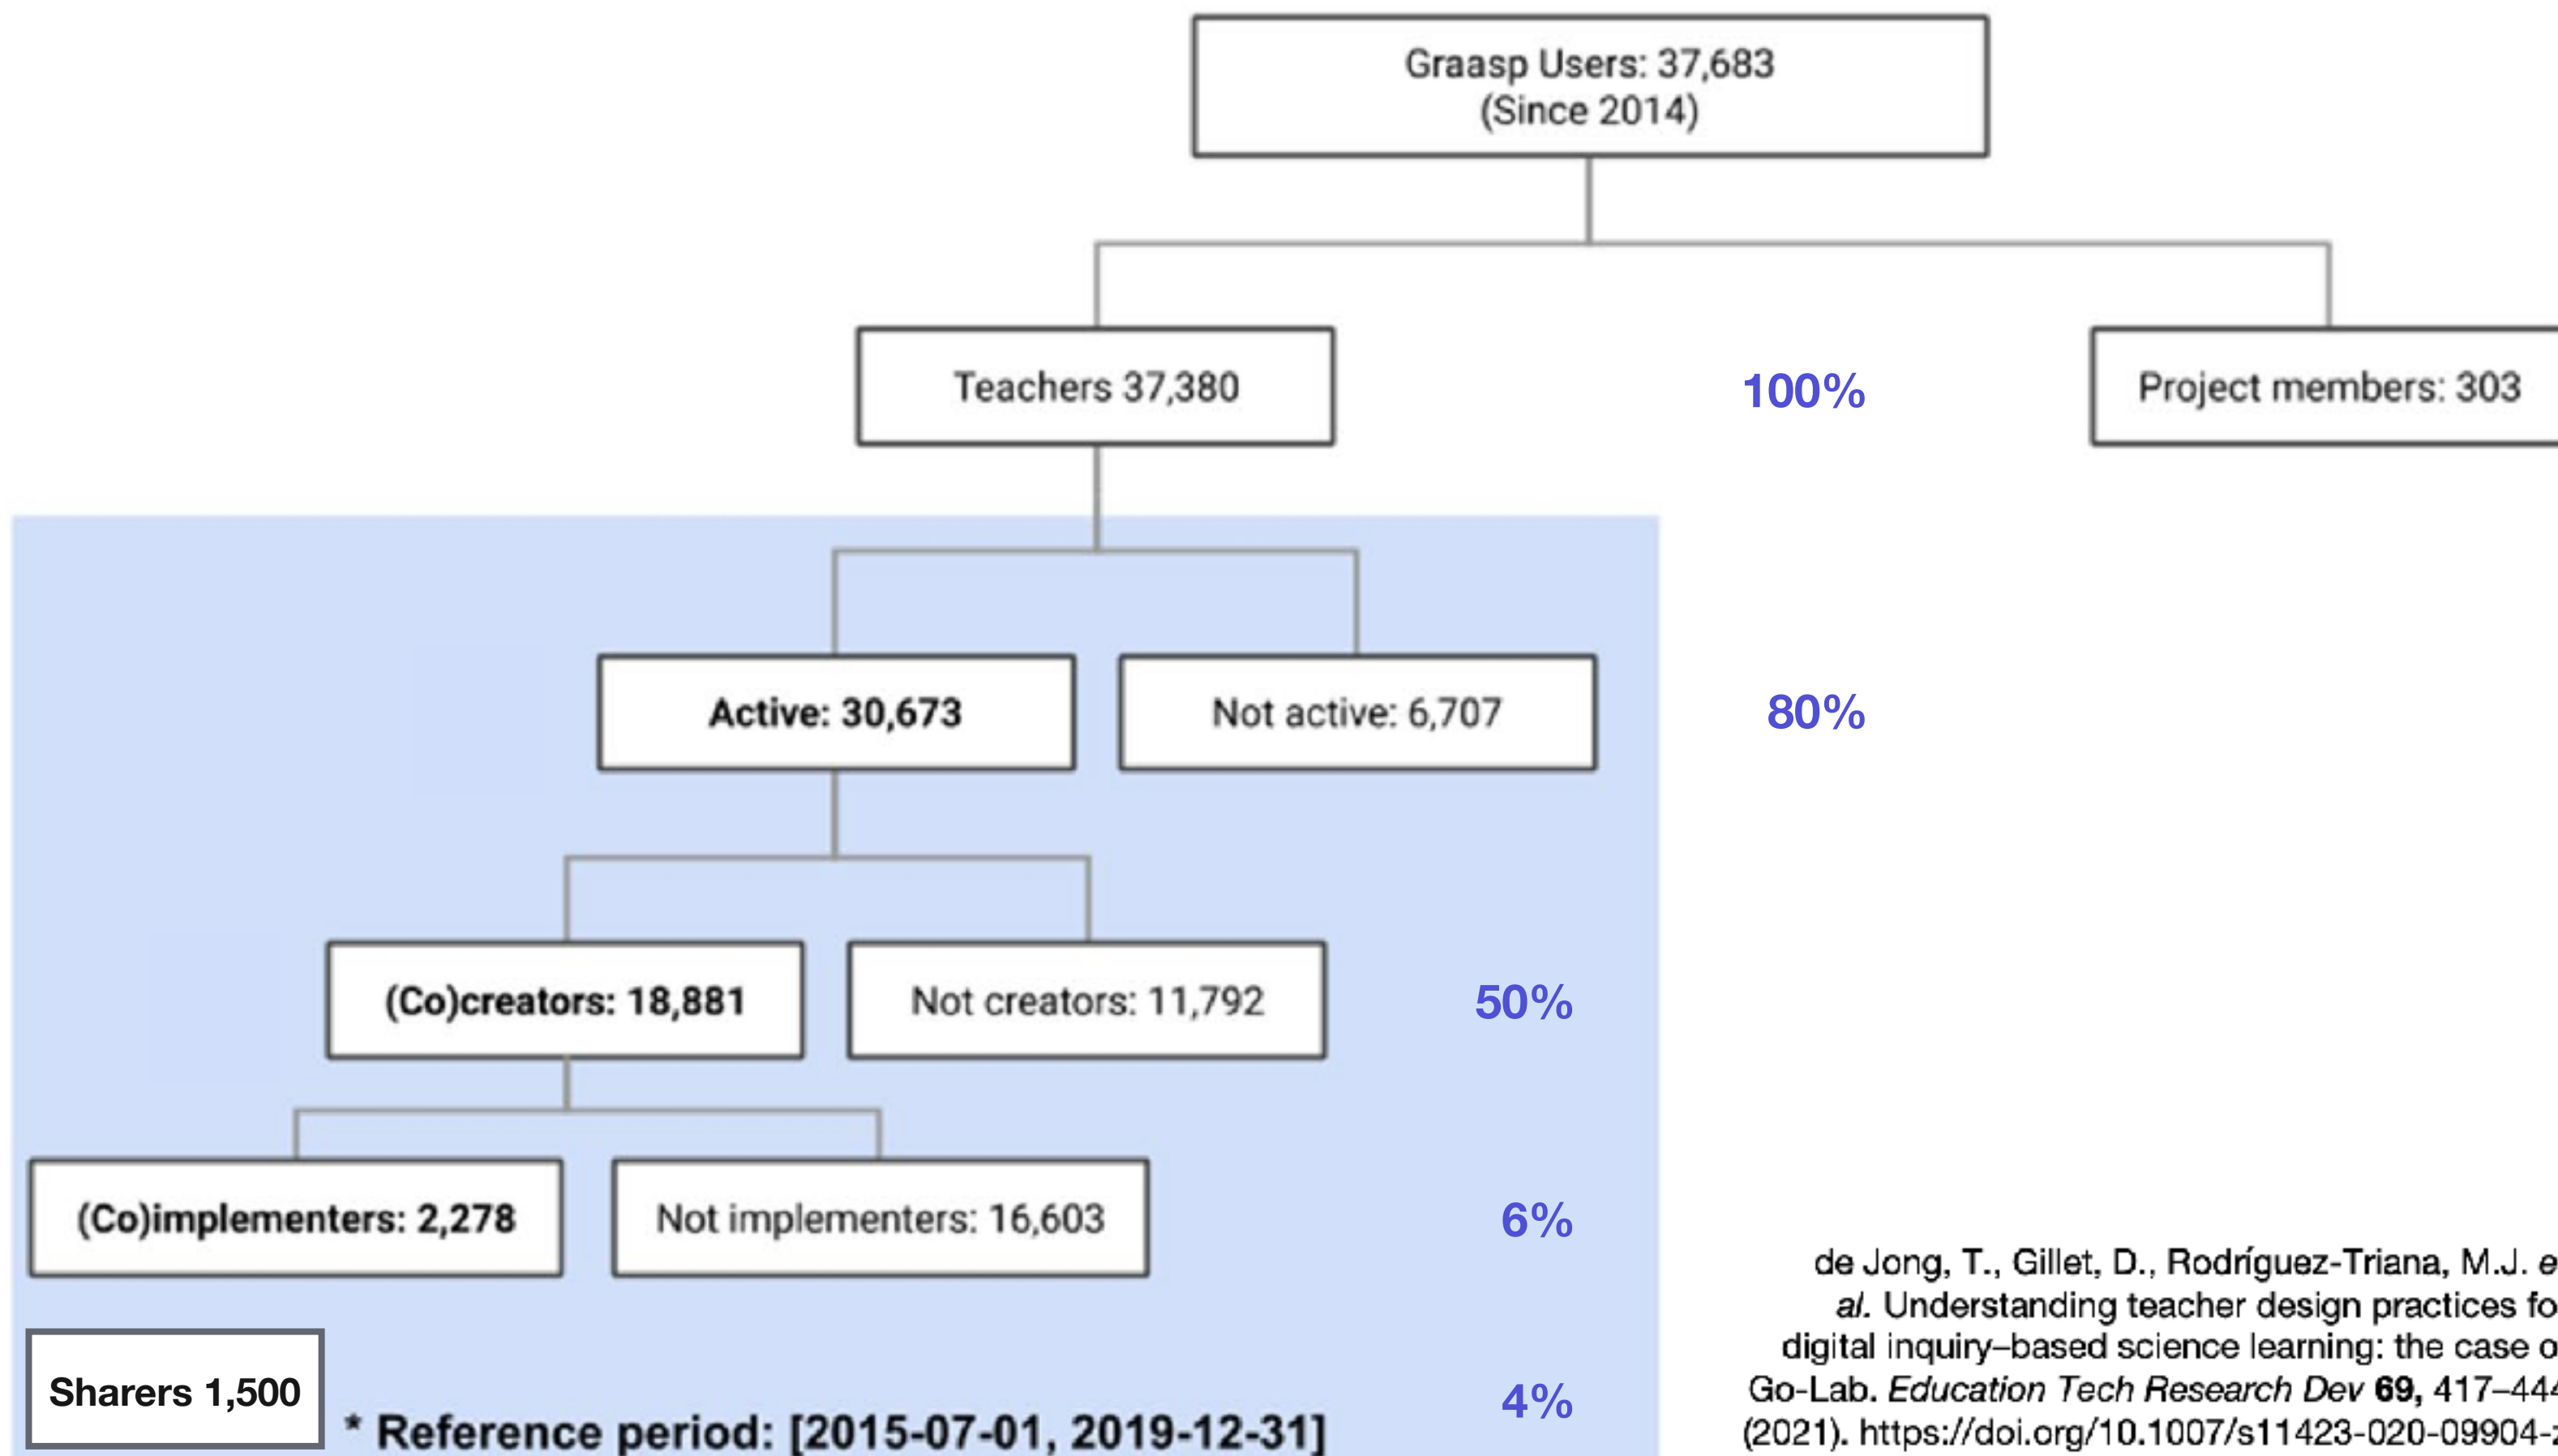 Graasp Users: 37,683
(Since 2014)
Teachers 37,380
100%
Project members: 303
Active: 30,673
Not active: 6,707
80%
(Co)creators: 18,881
Not creators: 11,792
50%
(Co)implementers: 2,278
Not implementers: 16,603
6%
Sharers 1,500
* Reference period: [2015-07-01, 2019-12-31]
4%
de Jong, T., Gillet, D., Rodríguez-Triana, M.J. e
al. Understanding teacher design practices fo
digital inquiry–based science learning: the case o
Go-Lab. Education Tech Research Dev 69, 417–444
(2021). https://doi.org/10.1007/s11423-020-09904-z